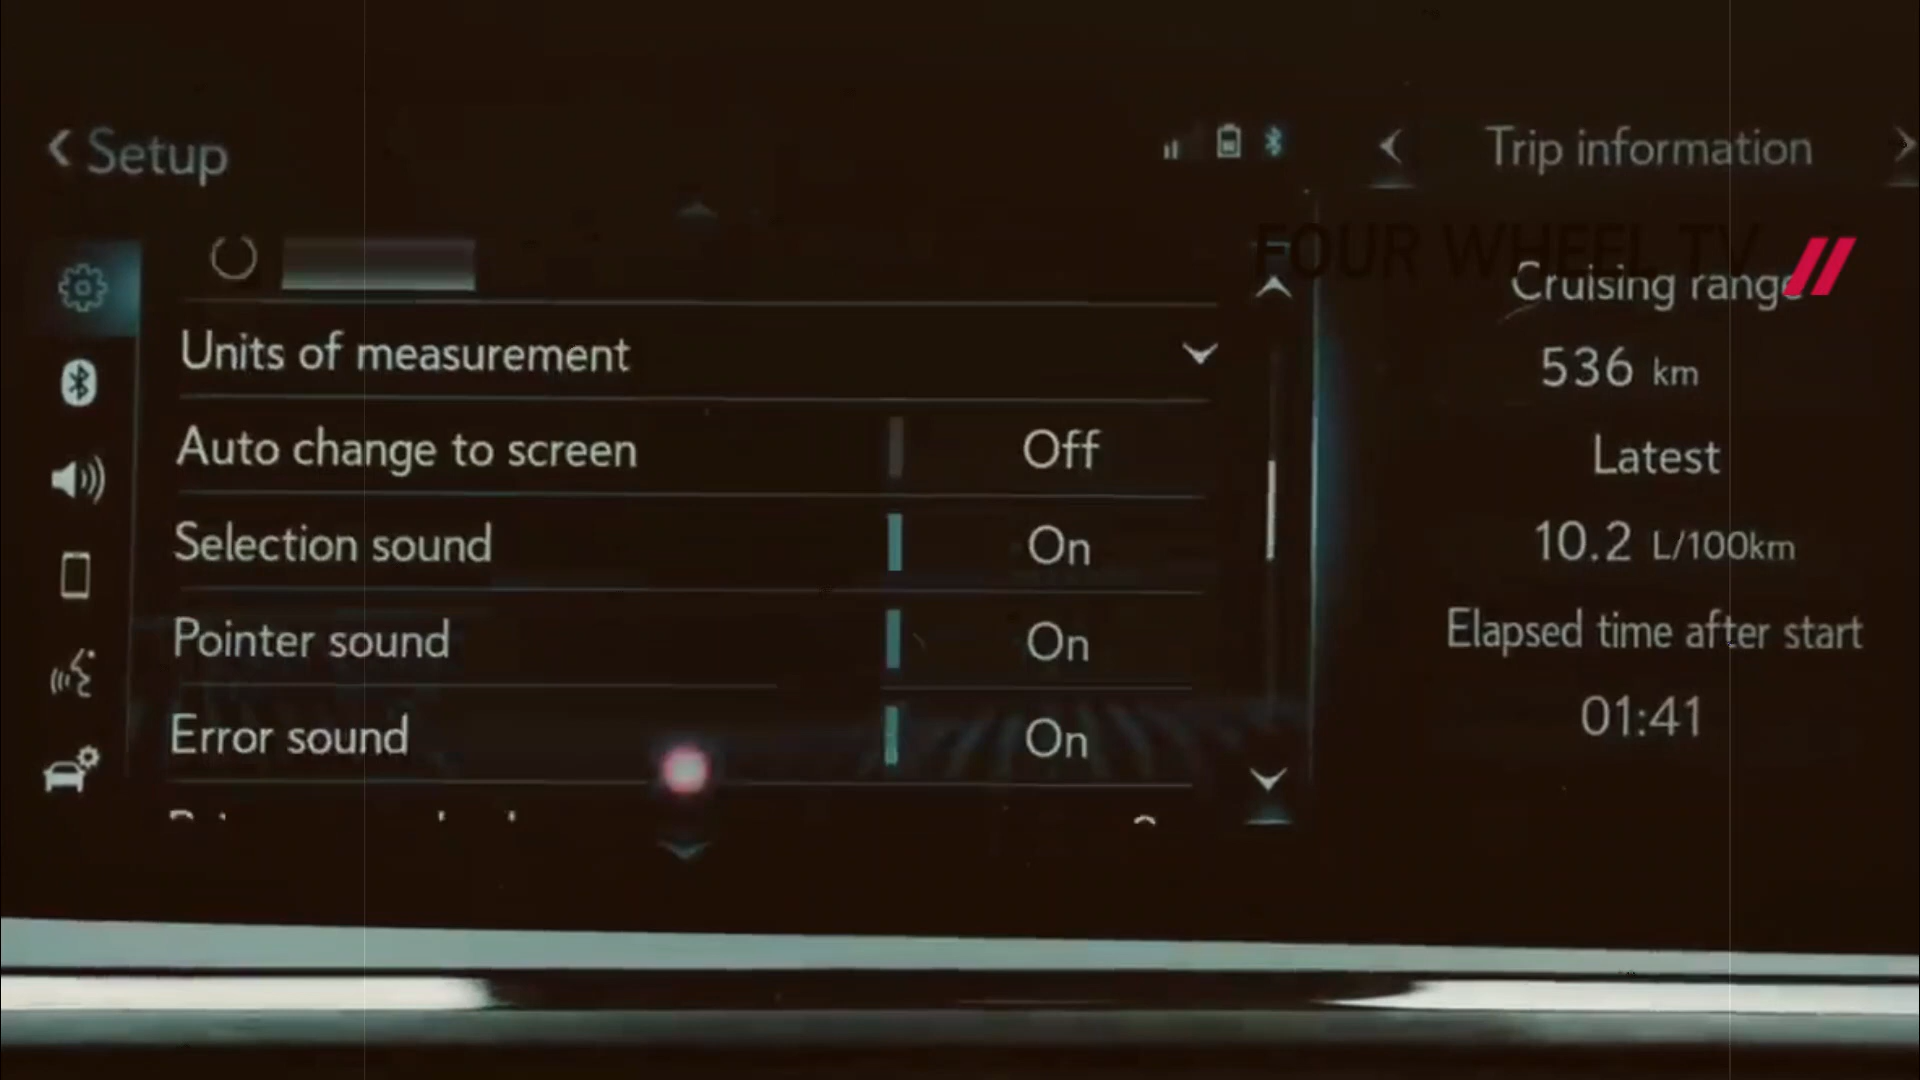 Setup
Trip information
FOUR WHEEL TV
Cruising range
536 km
Units of measurement
Auto change to screen Off
Latest
Selection sound On
10.2 L/100km
Pointer sound On
Elapsed time after start
Error sound On
01:41